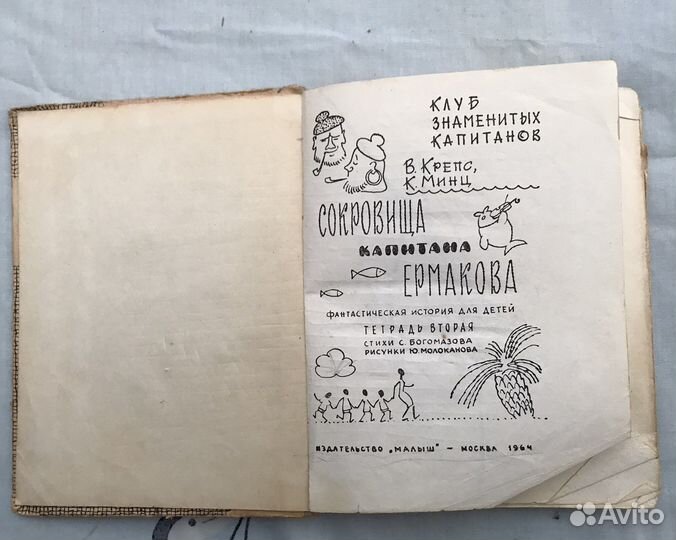 КЛУБ
ЗНАМЕНИТЫХ
КАПИТАНОВ
В. КРЕПС,
К. МИНЦ
СОКРОВИЩА
КАПИТАНА
ЕРМАКОВА
ФАНТАСТИЧЕСКАЯ ИСТОРИЯ ДЛЯ ДЕТЕЙ
ТЕТРАДЬ ВТОРАЯ
СТИХИ С. БОГОМАЗОВА
РИСУНКИ Ю. МОЛОКАНОВА
ИЗДАТЕЛЬСТВО „МАЛЫШ" – МОСКВА 1964
Avito